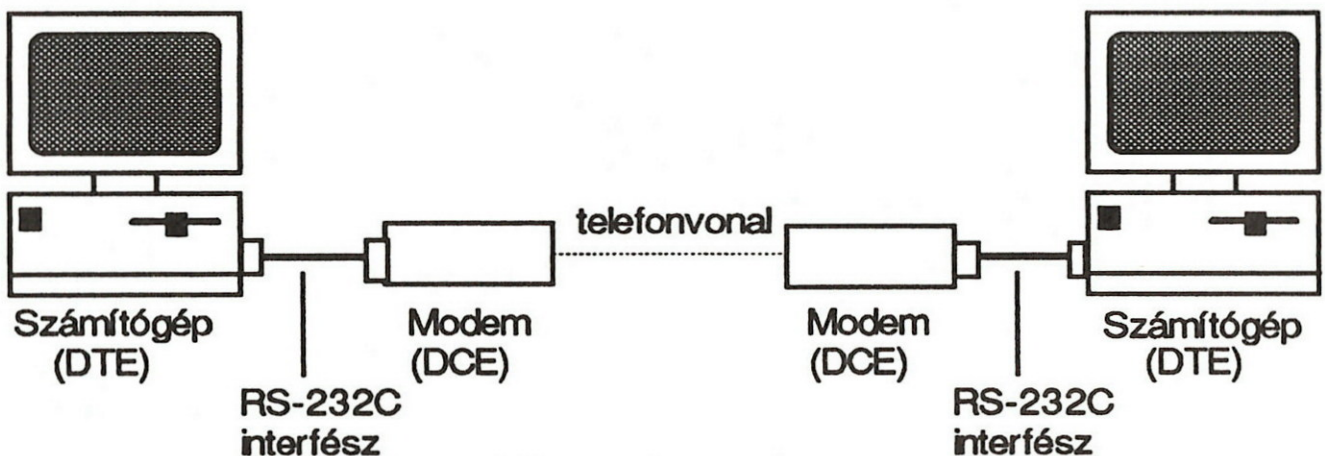 telefonvonal
Számítógép
(DTE)
Modem
(DCE)
Modem
(DCE)
Számítógép
(DTE)
RS-232C
interfész
RS-232C
interfész